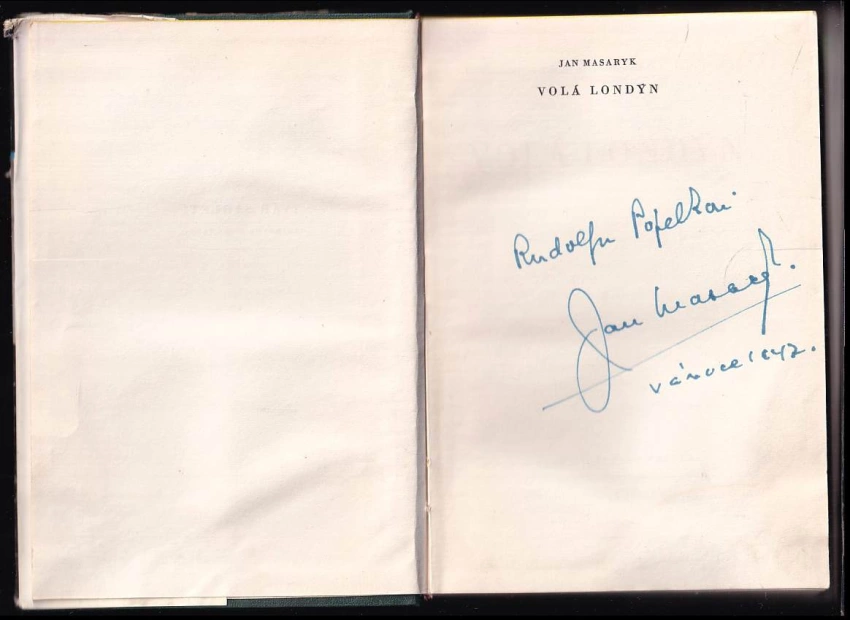 JAN MASARYK
VOLÁ LONDÝN
Rudolfu Popelkovi
Jan Masaryk.
vánoce 1947.